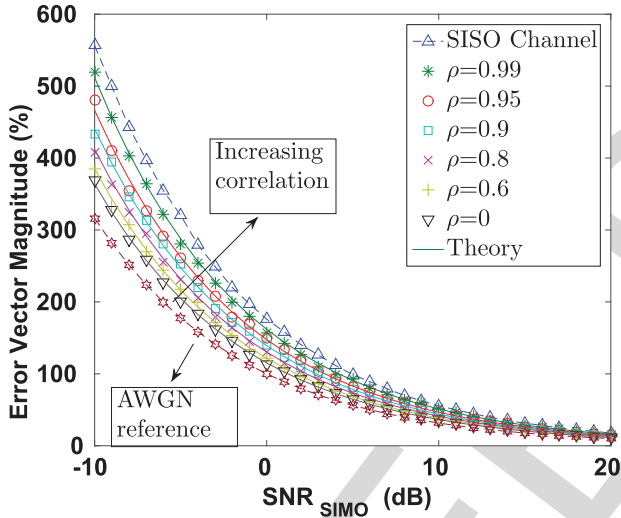 600
500
400
300
200
100
0
-10
0
10
20
Error Vector Magnitude (%)
SNR SIMO (dB)
SISO Channel
ρ=0.99
ρ=0.95
ρ=0.9
ρ=0.8
ρ=0.6
ρ=0
Theory
Increasing
correlation
AWGN
reference